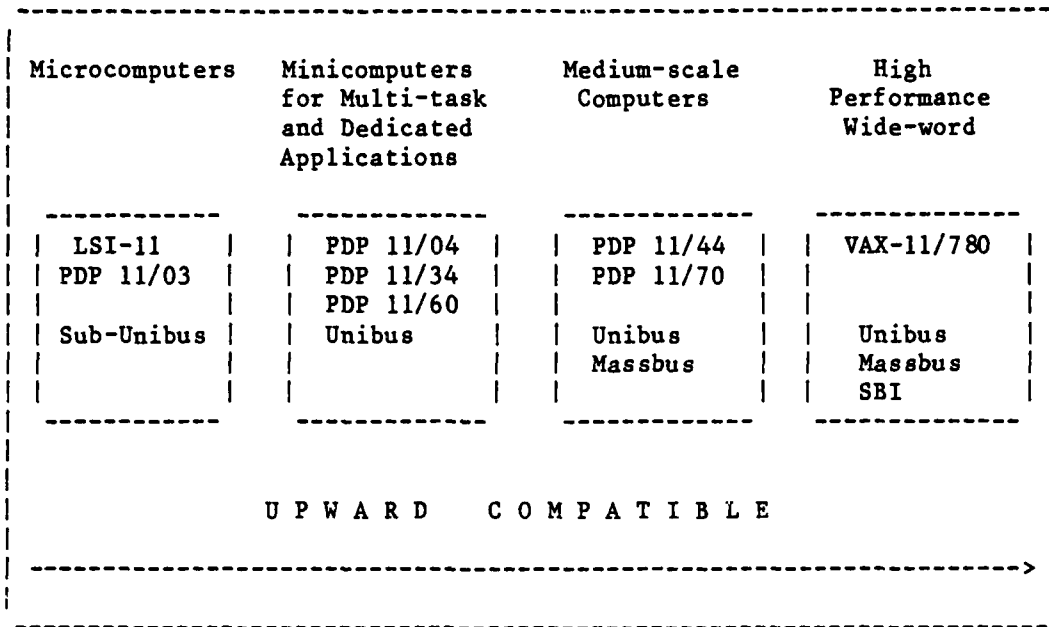 Microcomputers Minicomputers Medium-scale High
for Multi-task Computers Performance
and Dedicated Wide-word
Applications
LSI-11 PDP 11/04 PDP 11/44 VAX-11/780
PDP 11/03 PDP 11/34 PDP 11/70
PDP 11/60
Sub-Unibus Unibus Unibus Unibus
Massbus Massbus
SBI
U P W A R D C O M P A T I B L E